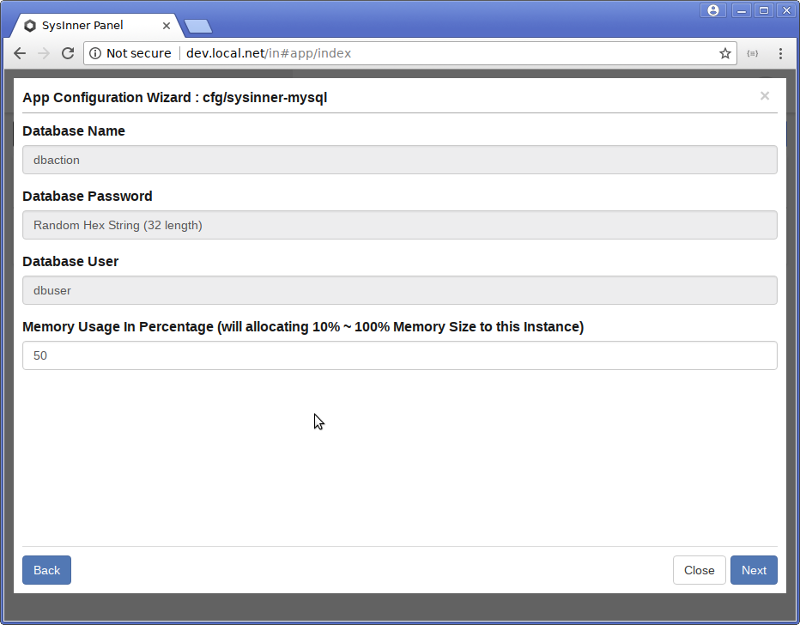 SysInner Panel
Not secure dev.local.net/in#app/index
App Configuration Wizard : cfg/sysinner-mysql
Database Name
dbaction
Database Password
Random Hex String (32 length)
Database User
dbuser
Memory Usage In Percentage (will allocating 10% ~ 100% Memory Size to this Instance)
50
Back Close Next